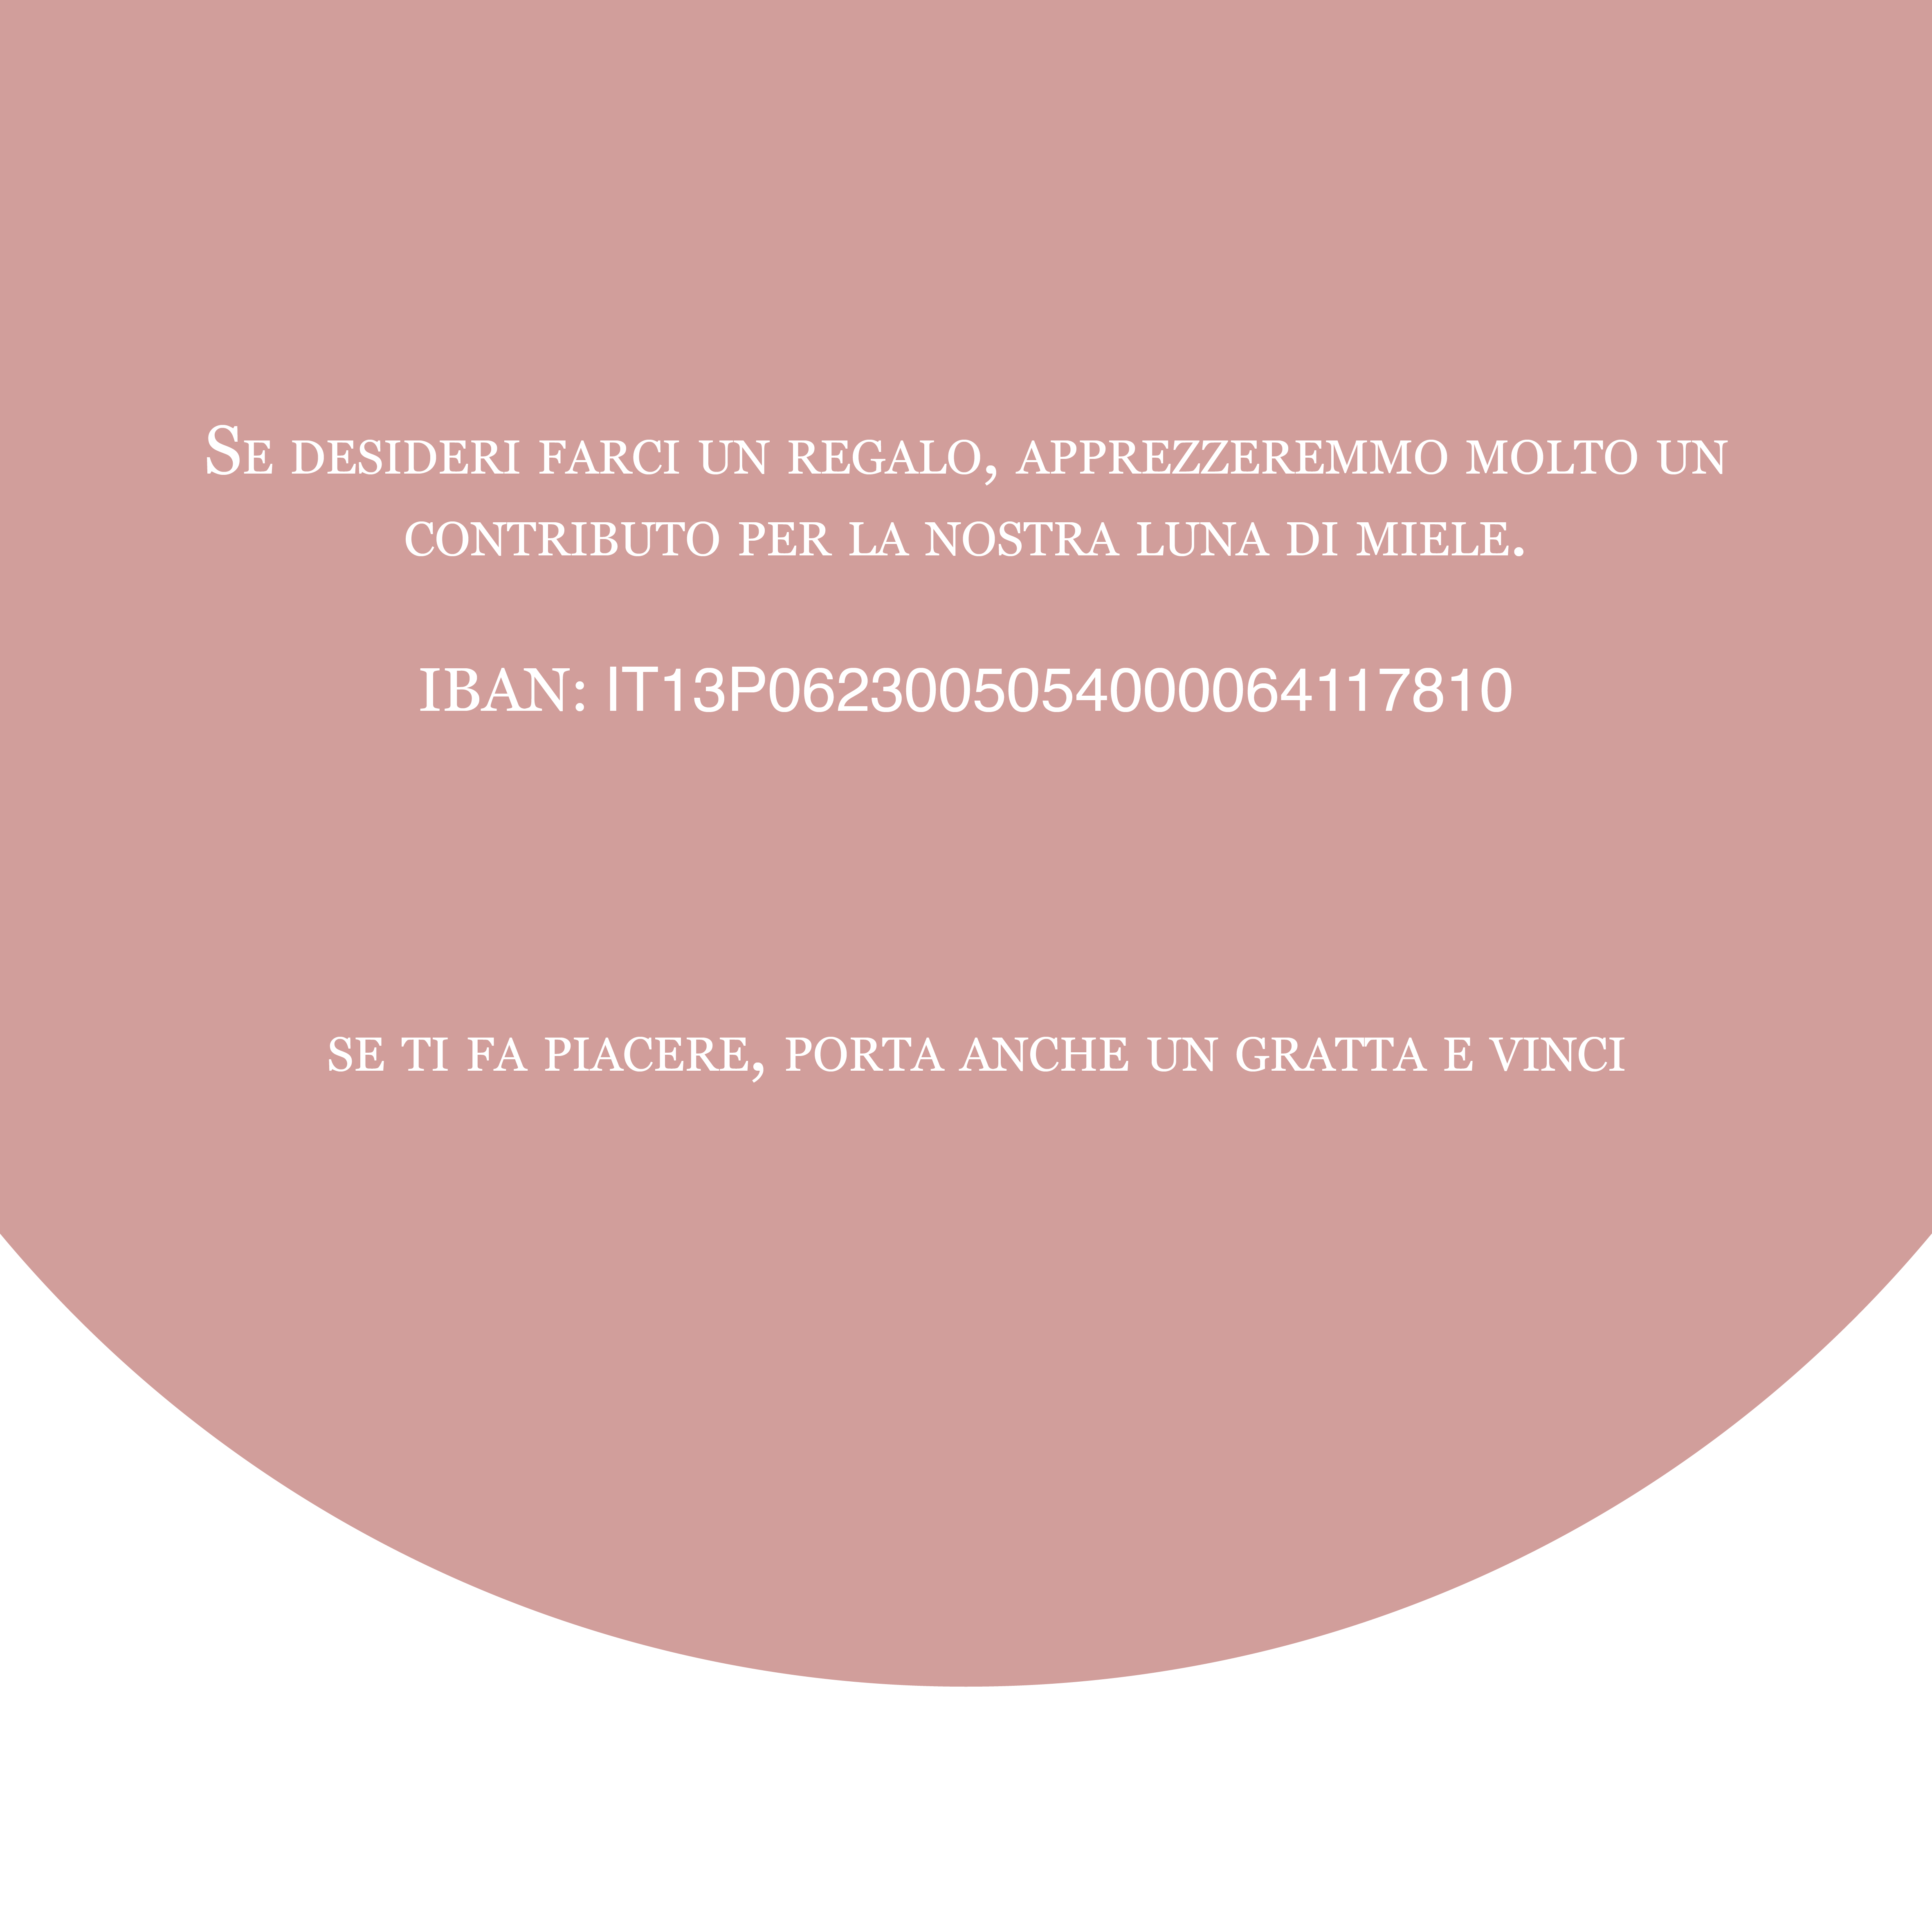 Se desideri farci un regalo, apprezzeremmo molto un
contributo per la nostra luna di miele.
IBAN: IT13P0623005054000064117810
se ti fa piacere, porta anche un gratta e vinci